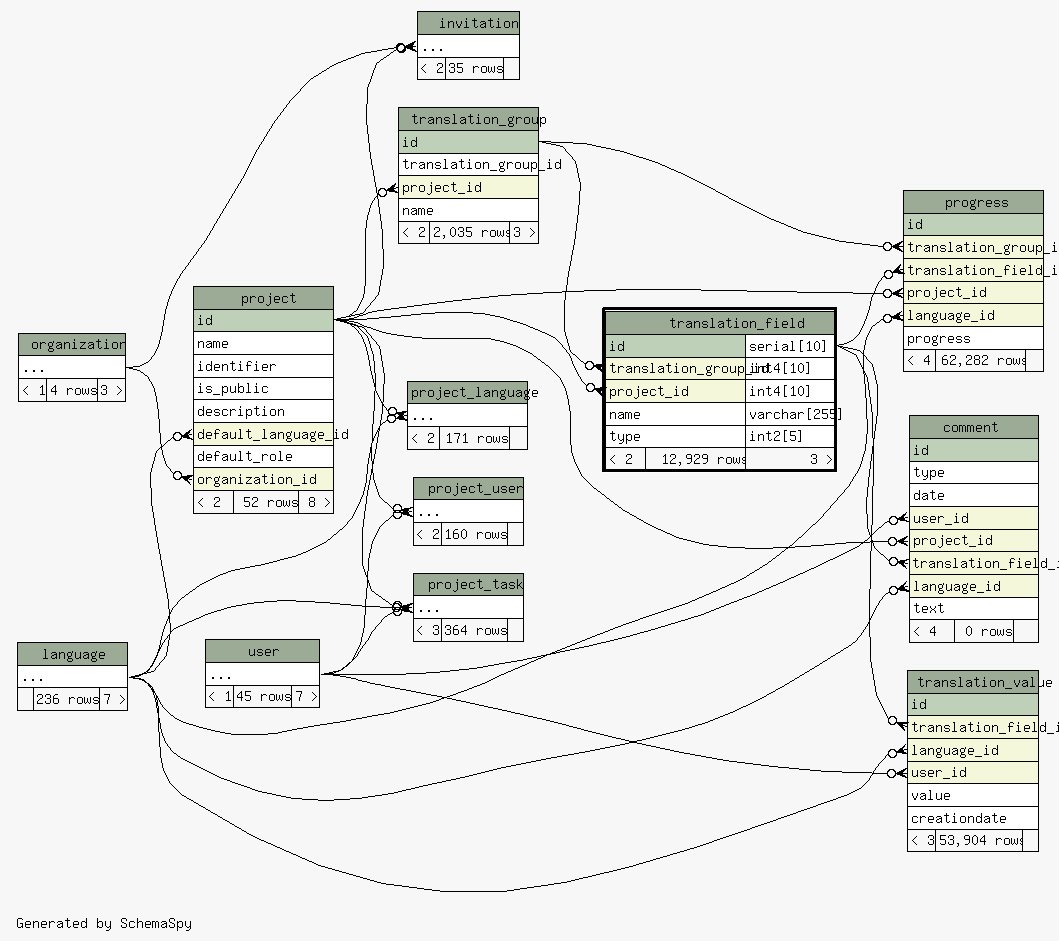 invitation
...
< 2 35 rows
translation_group
id
translation_group_id
project_id
name
< 2 2,035 rows 3 >
progress
id
translation_group_i
translation_field_i
project_id
language_id
progress
< 4 62,282 rows
project
id
name
identifier
is_public
description
default_language_id
default_role
organization_id
< 2 52 rows 8 >
organization
...
< 1 4 rows 3 >
translation_field
id serial[10]
translation_group_id int4[10]
project_id int4[10]
name varchar[255]
type int2[5]
< 2 12,929 rows 3 >
project_language
...
< 2 171 rows
project_user
...
< 2 160 rows
project_task
...
< 3 364 rows
comment
id
type
date
user_id
project_id
translation_field_i
language_id
text
< 4 0 rows
language
...
236 rows 7 >
user
...
< 1 45 rows 7 >
translation_value
id
translation_field_i
language_id
user_id
value
creationdate
< 3 53,904 rows
Generated by SchemaSpy